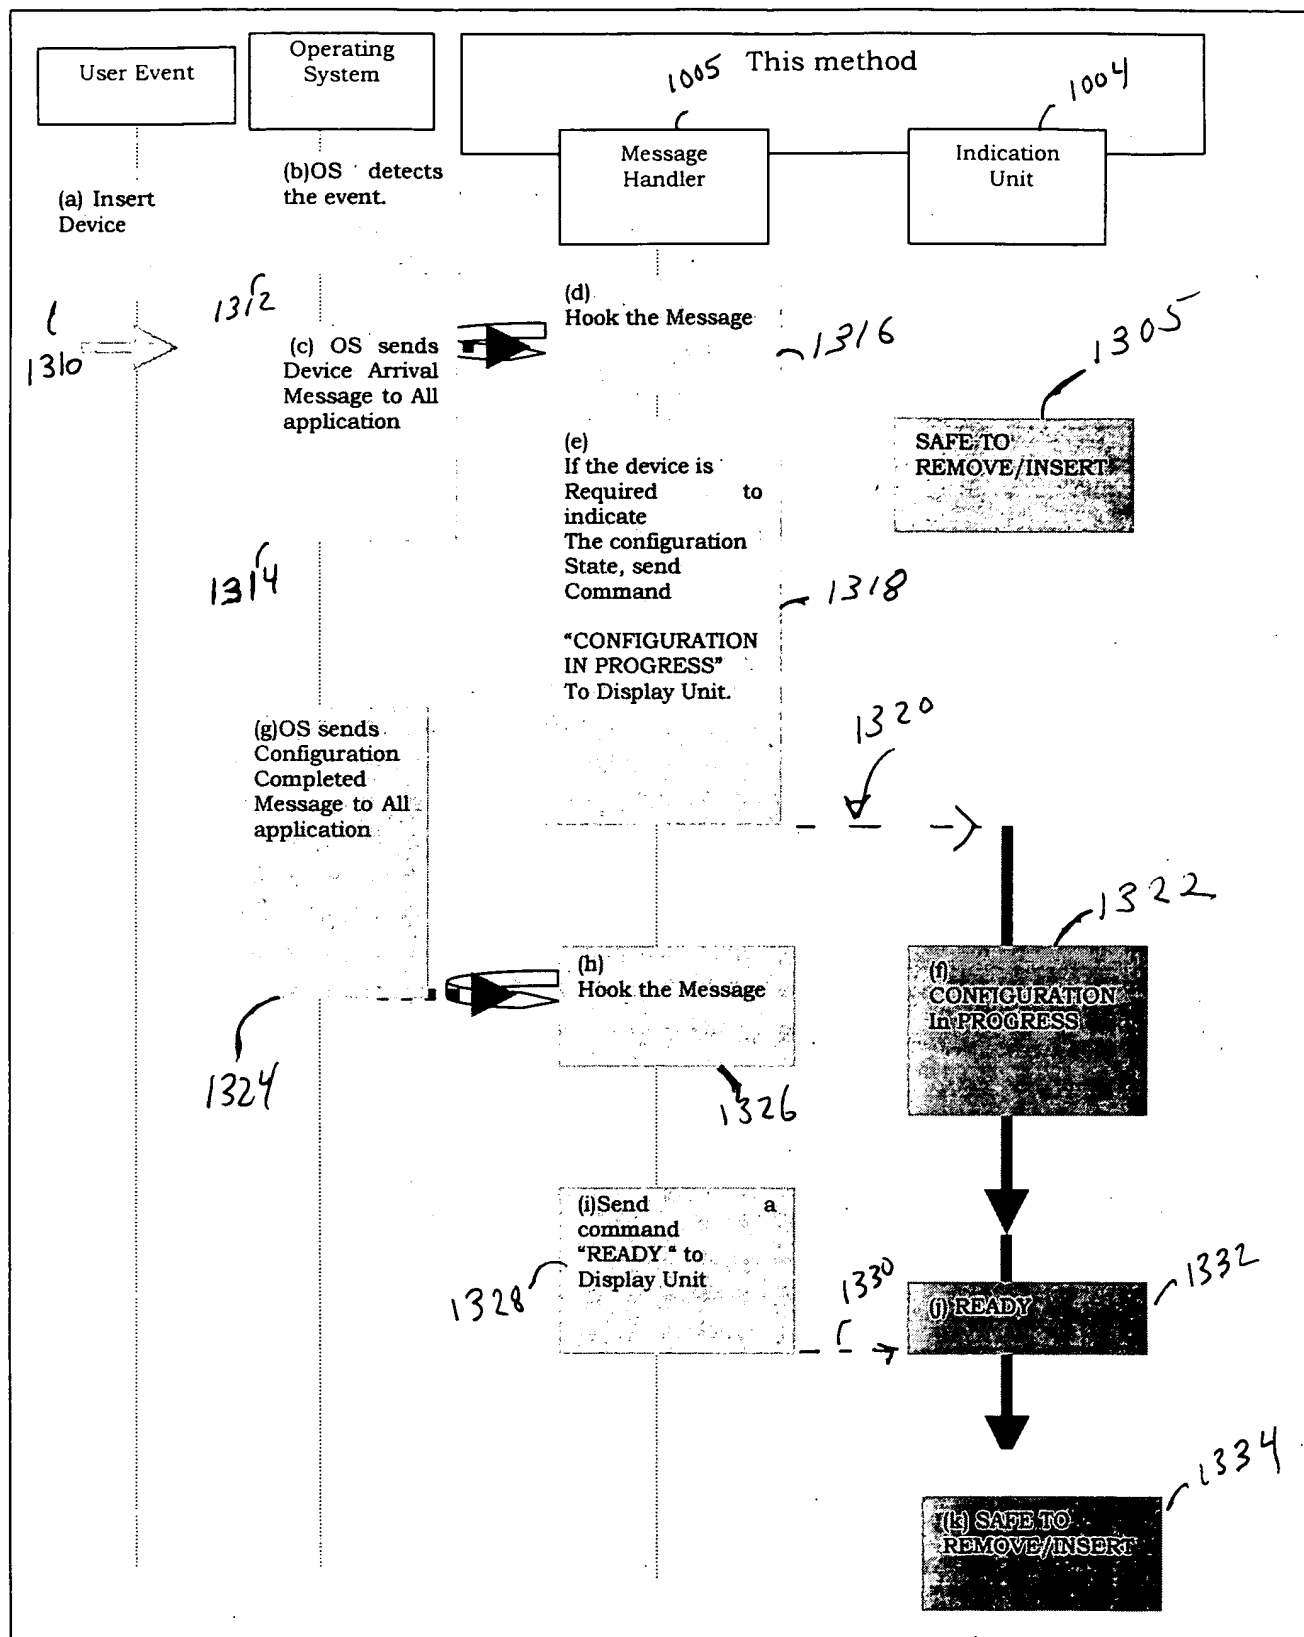 User Event
Operating
System
This method
1005
1004
Message
Handler
Indication
Unit
(a) Insert
Device
(b)OS detects
the event.
1310
1312
(c) OS sends
Device Arrival
Message to All
application
(d)
Hook the Message
1316
1305
SAFE TO
REMOVE/INSERT
(e)
If the device is
Required to
indicate
The configuration
State, send
Command
"CONFIGURATION
IN PROGRESS"
To Display Unit.
1314
1318
1320
(g)OS sends
Configuration
Completed
Message to All
application
1322
(f)
CONFIGURATION
In PROGRESS
(h)
Hook the Message
1324
1326
(i)Send a
command
"READY " to
Display Unit
1328
1330
1332
(j) READY
1334
((k) SAFE TO
REMOVE/INSERT